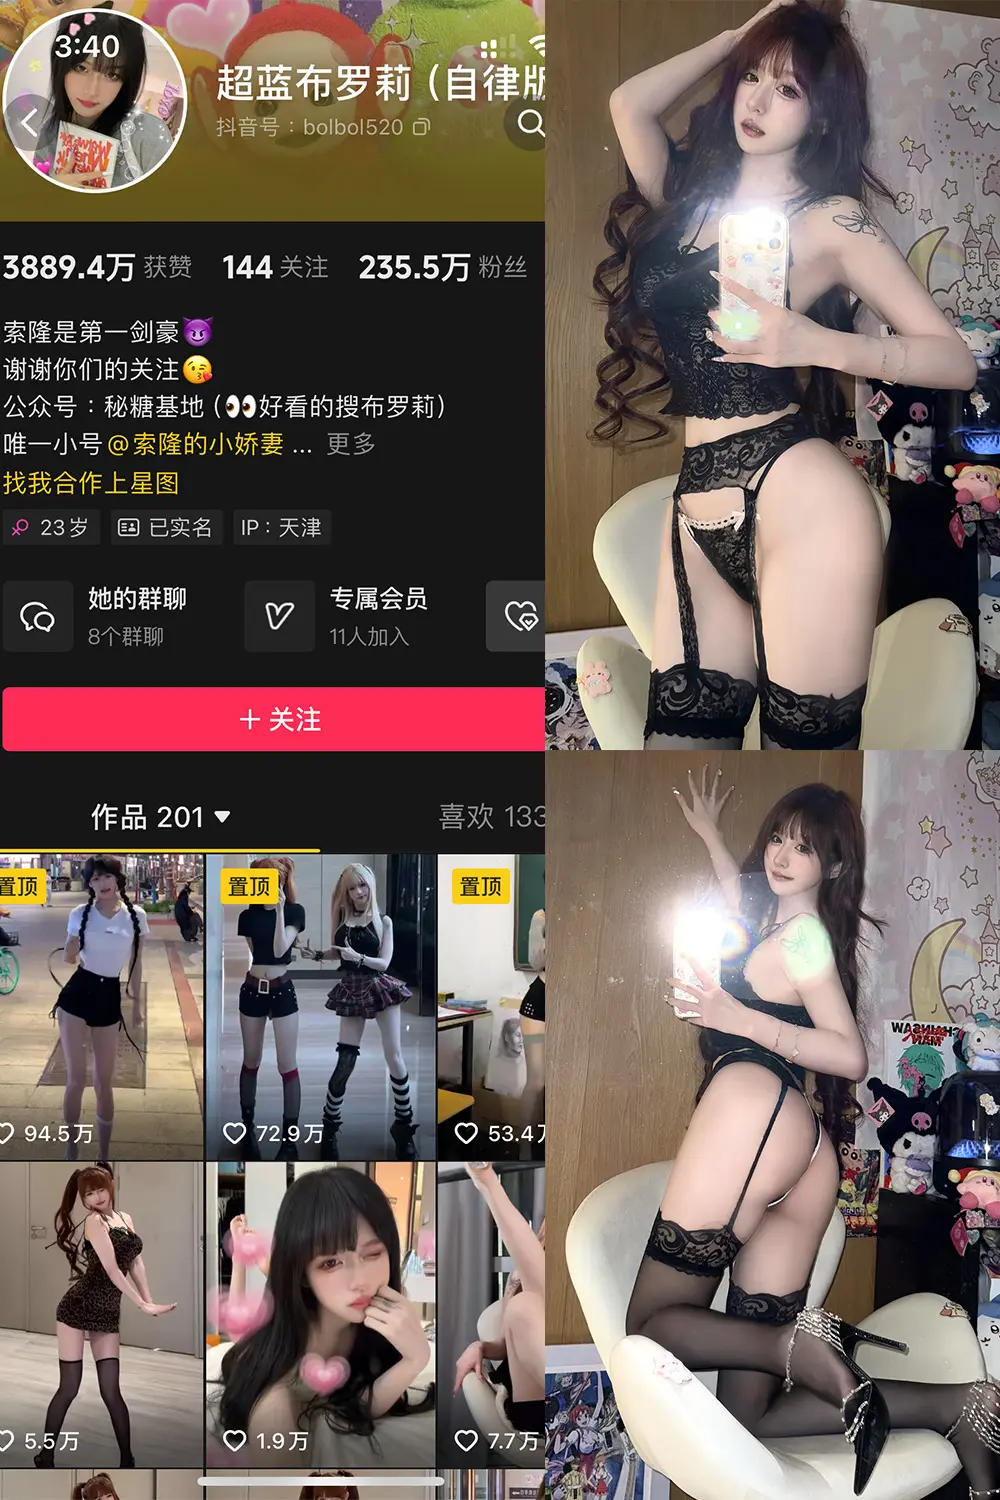 3:40
超蓝布罗莉（自律版
抖音号：bolbol520
3889.4万 获赞 144 关注 235.5万 粉丝
索隆是第一剑豪😈
谢谢你们的关注😘
公众号：秘糖基地（👀好看的搜布罗莉）
唯一小号 @索隆的小娇妻 ... 更多
找我合作上星图
23岁 已实名 IP：天津
她的群聊 专属会员
8个群聊 11人加入
+ 关注
作品 201 喜欢 133
置顶 置顶 置顶
94.5万 72.9万 53.4万
5.5万 1.9万 7.7万
CHAINSAW
MAN